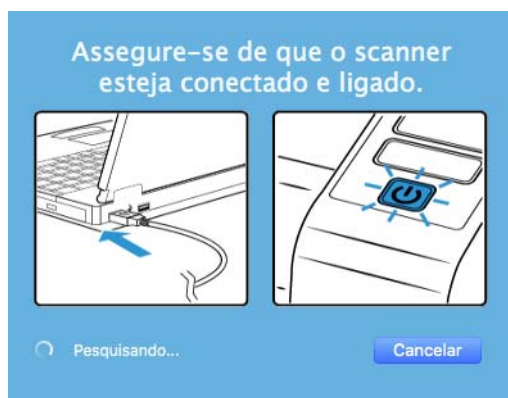 Assegure-se de que o scanner
esteja conectado e ligado.
Pesquisando...
Cancelar